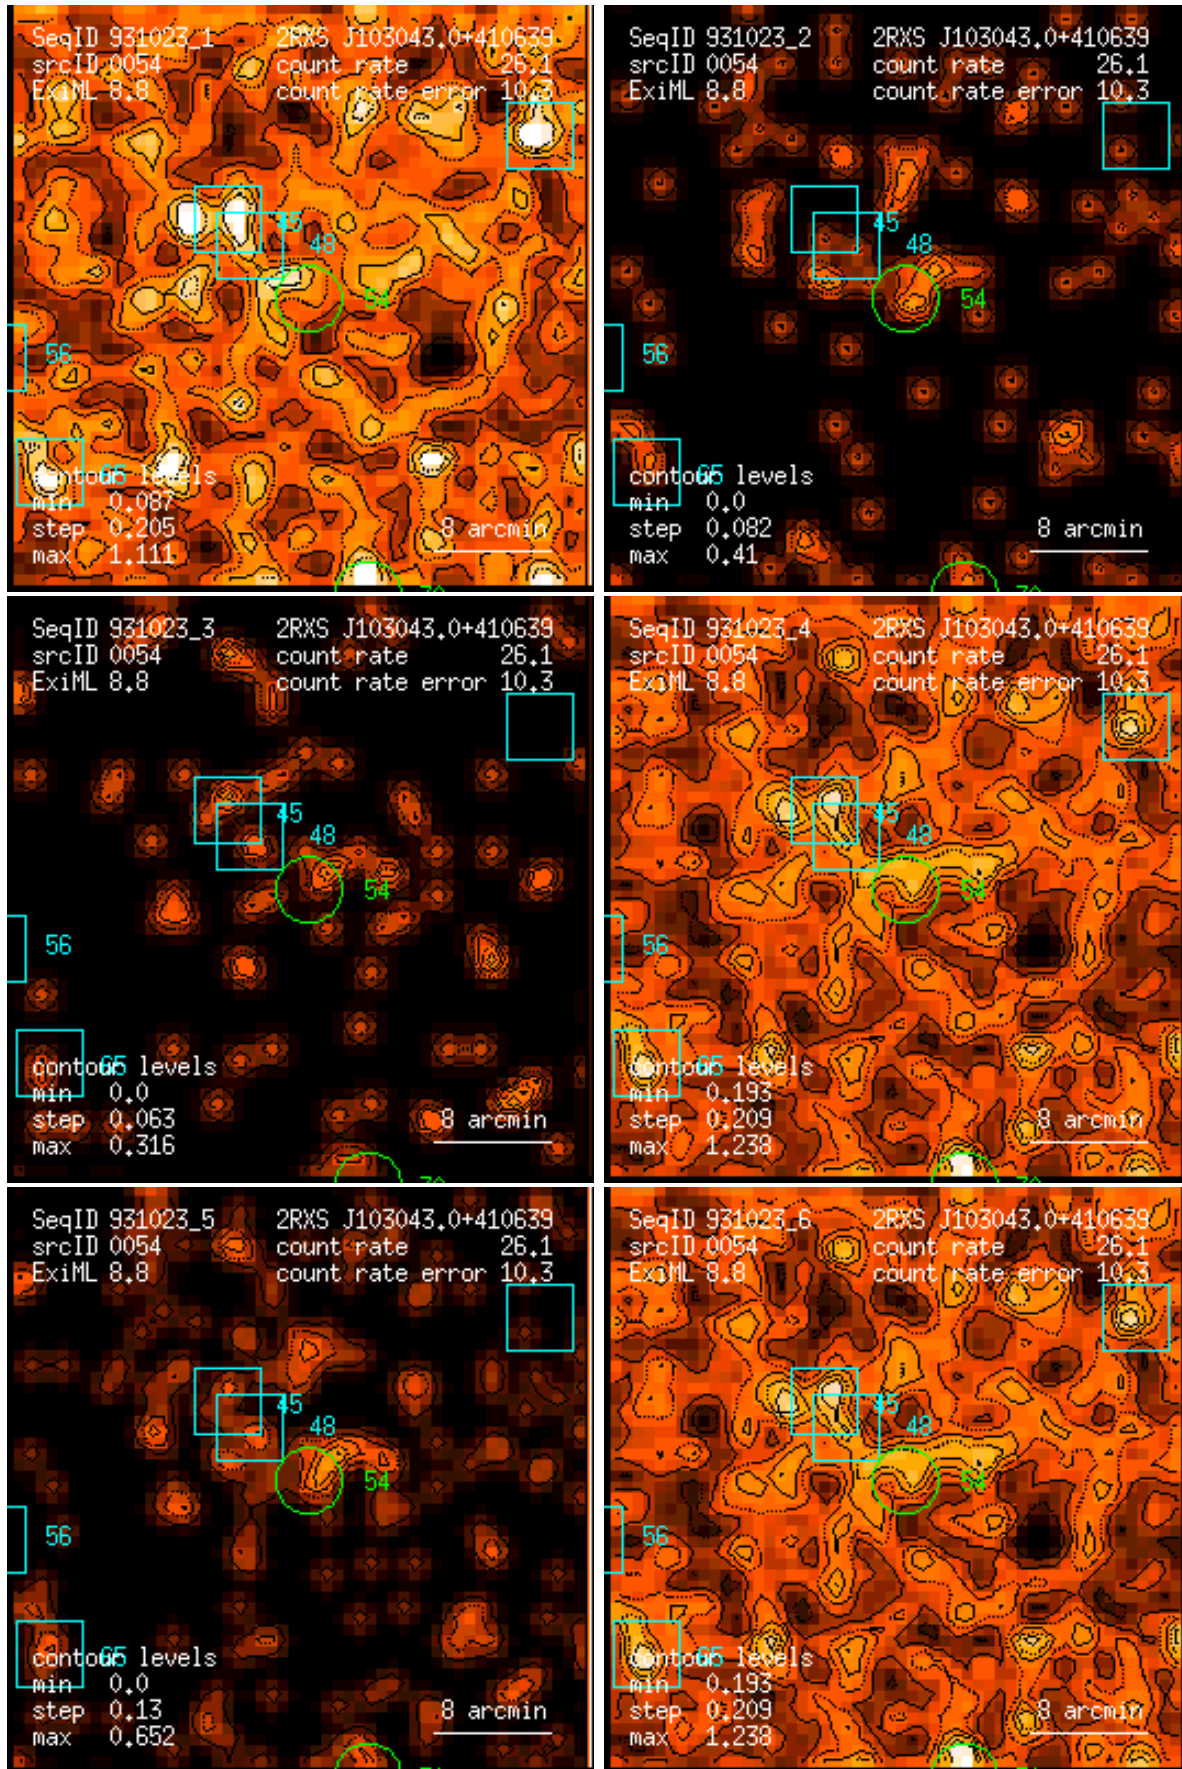 SeqID 931023_1 2RXS J103043.0+410639
srcID 0054 count rate 26.1
ExiML 8.8 count rate error 10.3
45
48
54
56
contour levels
65
min 0.087
step 0.205 8 arcmin
max 1.111
SeqID 931023_2 2RXS J103043.0+410639
srcID 0054 count rate 26.1
ExiML 8.8 count rate error 10.3
45
48
54
56
contour levels
65
min 0.0
step 0.082 8 arcmin
max 0.41
SeqID 931023_3 2RXS J103043.0+410639
srcID 0054 count rate 26.1
ExiML 8.8 count rate error 10.3
45
48
54
56
contour levels
65
min 0.0
step 0.063 8 arcmin
max 0.316
SeqID 931023_4 2RXS J103043.0+410639
srcID 0054 count rate 26.1
ExiML 8.8 count rate error 10.3
45
48
54
56
contour levels
65
min 0.193
step 0.209 8 arcmin
max 1.238
SeqID 931023_5 2RXS J103043.0+410639
srcID 0054 count rate 26.1
ExiML 8.8 count rate error 10.3
45
48
54
56
contour levels
65
min 0.0
step 0.13 8 arcmin
max 0.652
SeqID 931023_6 2RXS J103043.0+410639
srcID 0054 count rate 26.1
ExiML 8.8 count rate error 10.3
45
48
54
56
contour levels
65
min 0.193
step 0.209 8 arcmin
max 1.238